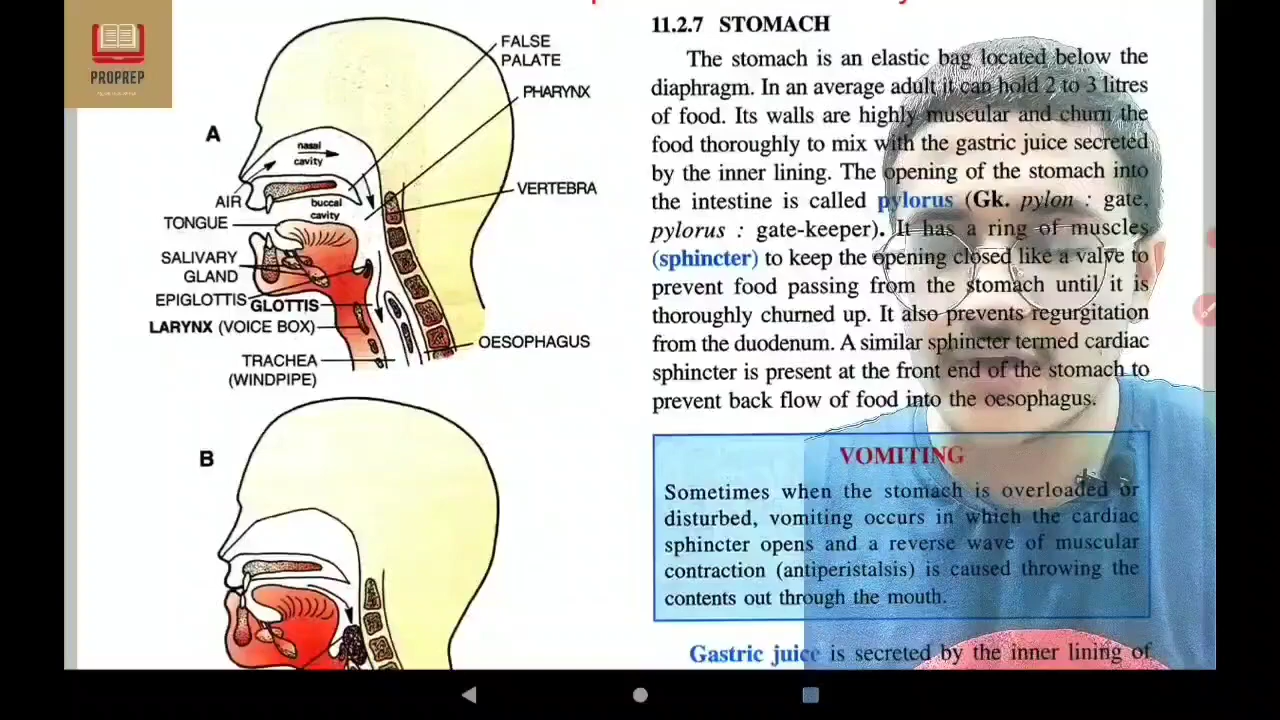 PROPREP
A
nasal
cavity
buccal
cavity
FALSE
PALATE
PHARYNX
VERTEBRA
AIR
TONGUE
SALIVARY
GLAND
EPIGLOTTIS
GLOTTIS
LARYNX (VOICE BOX)
TRACHEA
(WINDPIPE)
OESOPHAGUS
B
11.2.7 STOMACH
The stomach is an elastic bag located below the
diaphragm. In an average adult it can hold 2 to 3 litres
of food. Its walls are highly muscular and churn the
food thoroughly to mix with the gastric juice secreted
by the inner lining. The opening of the stomach into
the intestine is called pylorus (Gk. pylon : gate,
pylorus : gate-keeper). It has a ring of muscles
(sphincter) to keep the opening closed like a valve to
prevent food passing from the stomach until it is
thoroughly churned up. It also prevents regurgitation
from the duodenum. A similar sphincter termed cardiac
sphincter is present at the front end of the stomach to
prevent back flow of food into the oesophagus.
VOMITING
Sometimes when the stomach is overloaded or
disturbed, vomiting occurs in which the cardiac
sphincter opens and a reverse wave of muscular
contraction (antiperistalsis) is caused throwing the
contents out through the mouth.
Gastric juice is secreted by the inner lining of